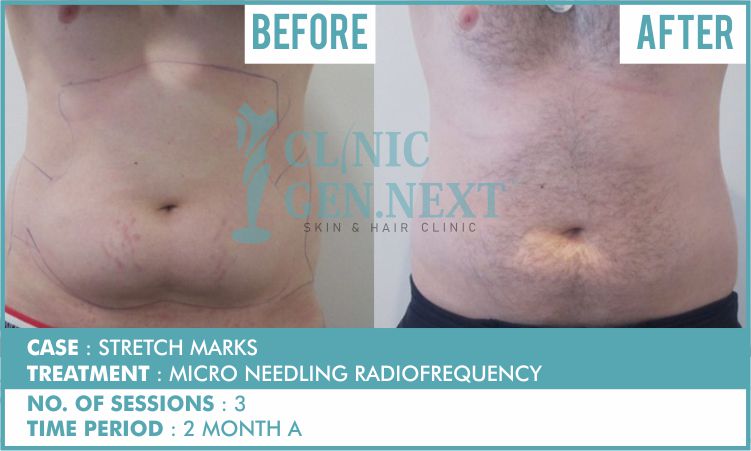 BEFORE
AFTER
CLINIC
GEN.NEXT
SKIN & HAIR CLINIC
CASE : STRETCH MARKS
TREATMENT : MICRO NEEDLING RADIOFREQUENCY
NO. OF SESSIONS : 3
TIME PERIOD : 2 MONTH A